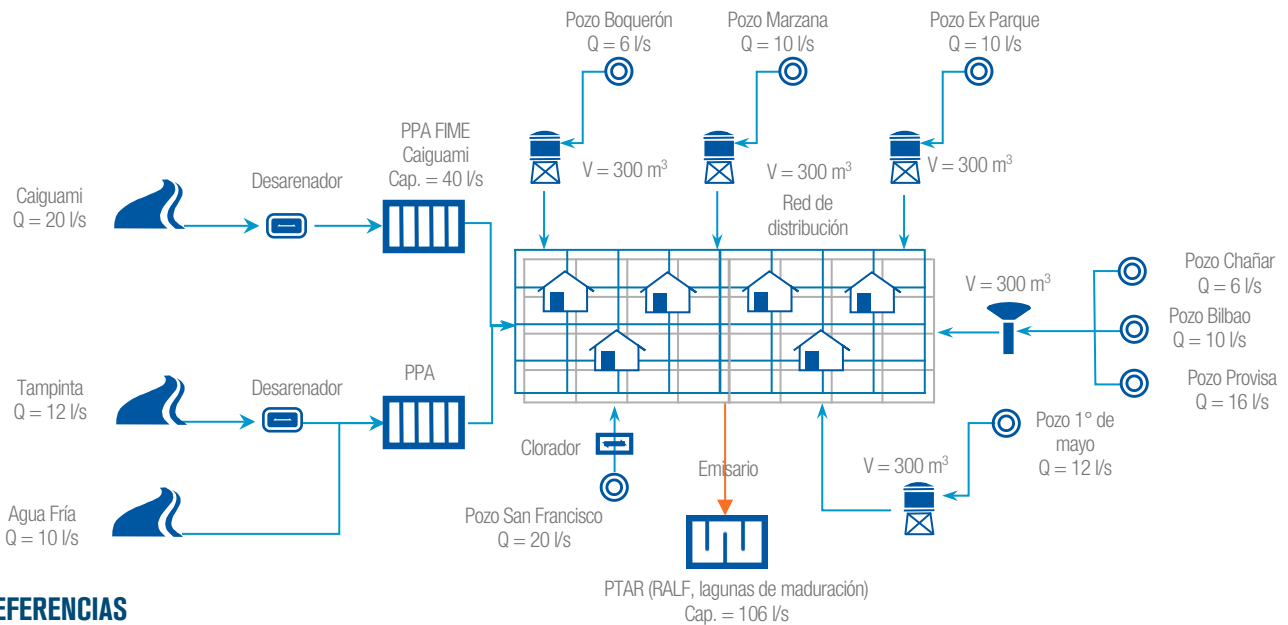 Pozo Boquerón
Q = 6 l/s
Pozo Marzana
Q = 10 l/s
Pozo Ex Parque
Q = 10 l/s
PPA FIME
Caiguami
Cap. = 40 l/s
V = 300 m³
V = 300 m³
V = 300 m³
Caiguami
Q = 20 l/s
Desarenador
Red de
distribución
Pozo Chañar
Q = 6 l/s
V = 300 m³
Pozo Bilbao
Q = 10 l/s
Pozo Provisa
Q = 16 l/s
Tampinta
Q = 12 l/s
Desarenador
PPA
Pozo 1° de
mayo
Q = 12 l/s
Clorador
Emisario
V = 300 m³
Agua Fría
Q = 10 l/s
Pozo San Francisco
Q = 20 l/s
PTAR (RALF, lagunas de maduración)
Cap. = 106 l/s
EFERENCIAS